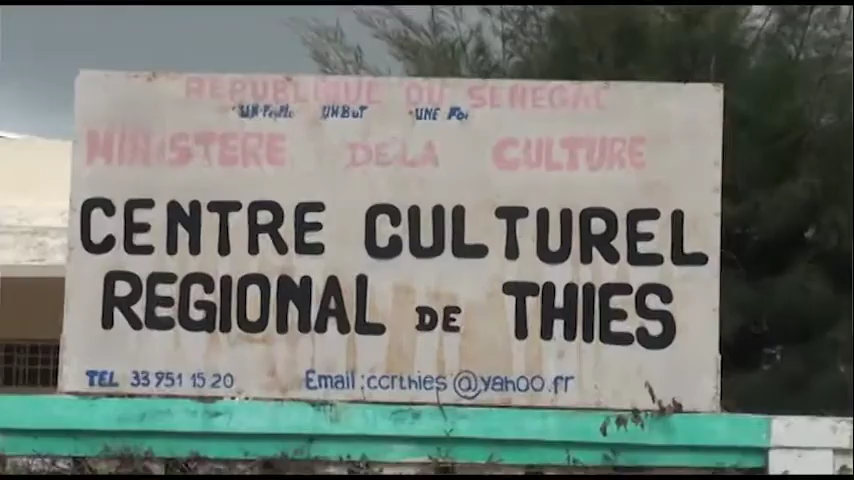 REPUBLIQUE DU SENEGAL
UN Peuple UN BUT UNE Foi
MINISTERE DE LA CULTURE
CENTRE CULTUREL
REGIONAL DE THIES
TEL 33 951 15 20 Email : ccrthies@yahoo.fr